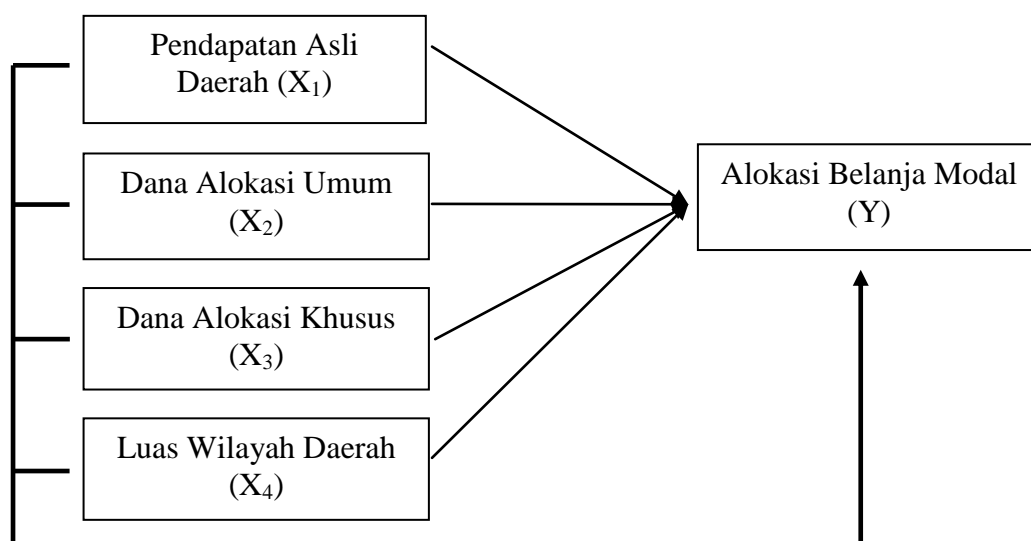 Pendapatan Asli
Daerah (X₁)
Dana Alokasi Umum
(X₂)
Dana Alokasi Khusus
(X₃)
Luas Wilayah Daerah
(X₄)
Alokasi Belanja Modal
(Y)